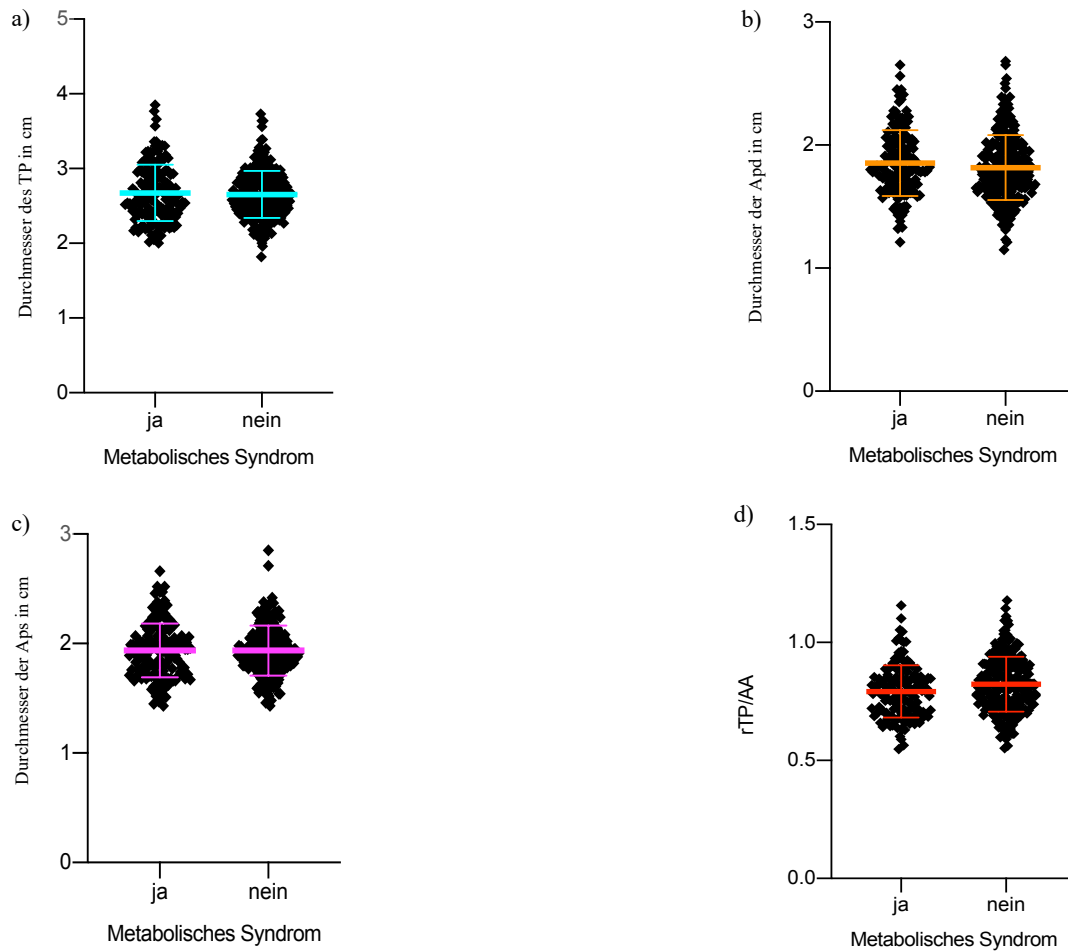 a)
Durchmesser des TP in cm
5
4
3
2
1
0
ja nein
Metabolisches Syndrom
b)
Durchmesser der Apd in cm
3
2
1
0
ja nein
Metabolisches Syndrom
c)
Durchmesser der Aps in cm
3
2
1
0
ja nein
Metabolisches Syndrom
d)
rTP/AA
1.5
1.0
0.5
0.0
ja nein
Metabolisches Syndrom